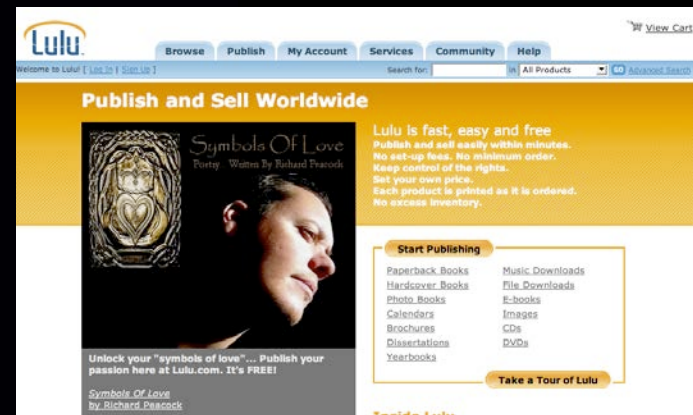 Lulu
View Cart
Browse Publish My Account Services Community Help
Welcome to Lulu! [ Log In | Sign Up ]
Search for: in All Products GO Advanced Search
Publish and Sell Worldwide
Symbols Of Love
Poetry Written By Richard Peacock
Unlock your "symbols of love"... Publish your
passion here at Lulu.com. It's FREE!
Symbols Of Love
by Richard Peacock
Lulu is fast, easy and free
Publish and sell easily within minutes.
No set-up fees. No minimum order.
Keep control of the rights.
Set your own price.
Each product is printed as it is ordered.
No excess inventory.
Start Publishing
Paperback Books
Hardcover Books
Photo Books
Calendars
Brochures
Dissertations
Yearbooks
Music Downloads
File Downloads
E-books
Images
CDs
DVDs
Take a Tour of Lulu
Inside Lulu